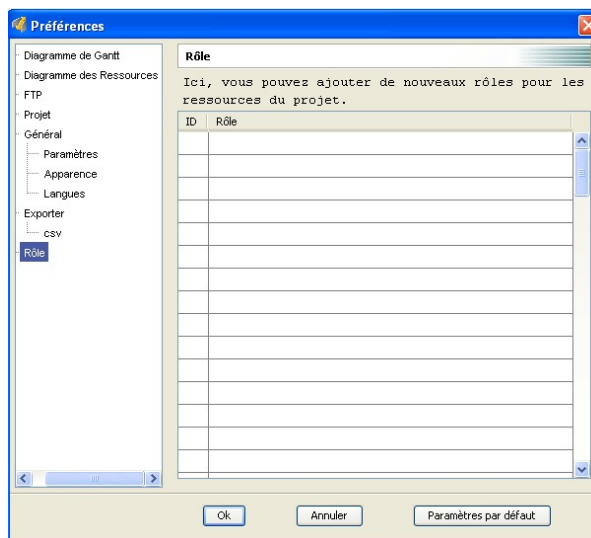 Préférences
Diagramme de Gantt
Diagramme des Ressources
FTP
Projet
Général
Paramètres
Apparence
Langues
Exporter
csv
Rôle
Rôle
Ici, vous pouvez ajouter de nouveaux rôles pour les
ressources du projet.
ID Rôle
Ok Annuler Paramètres par défaut